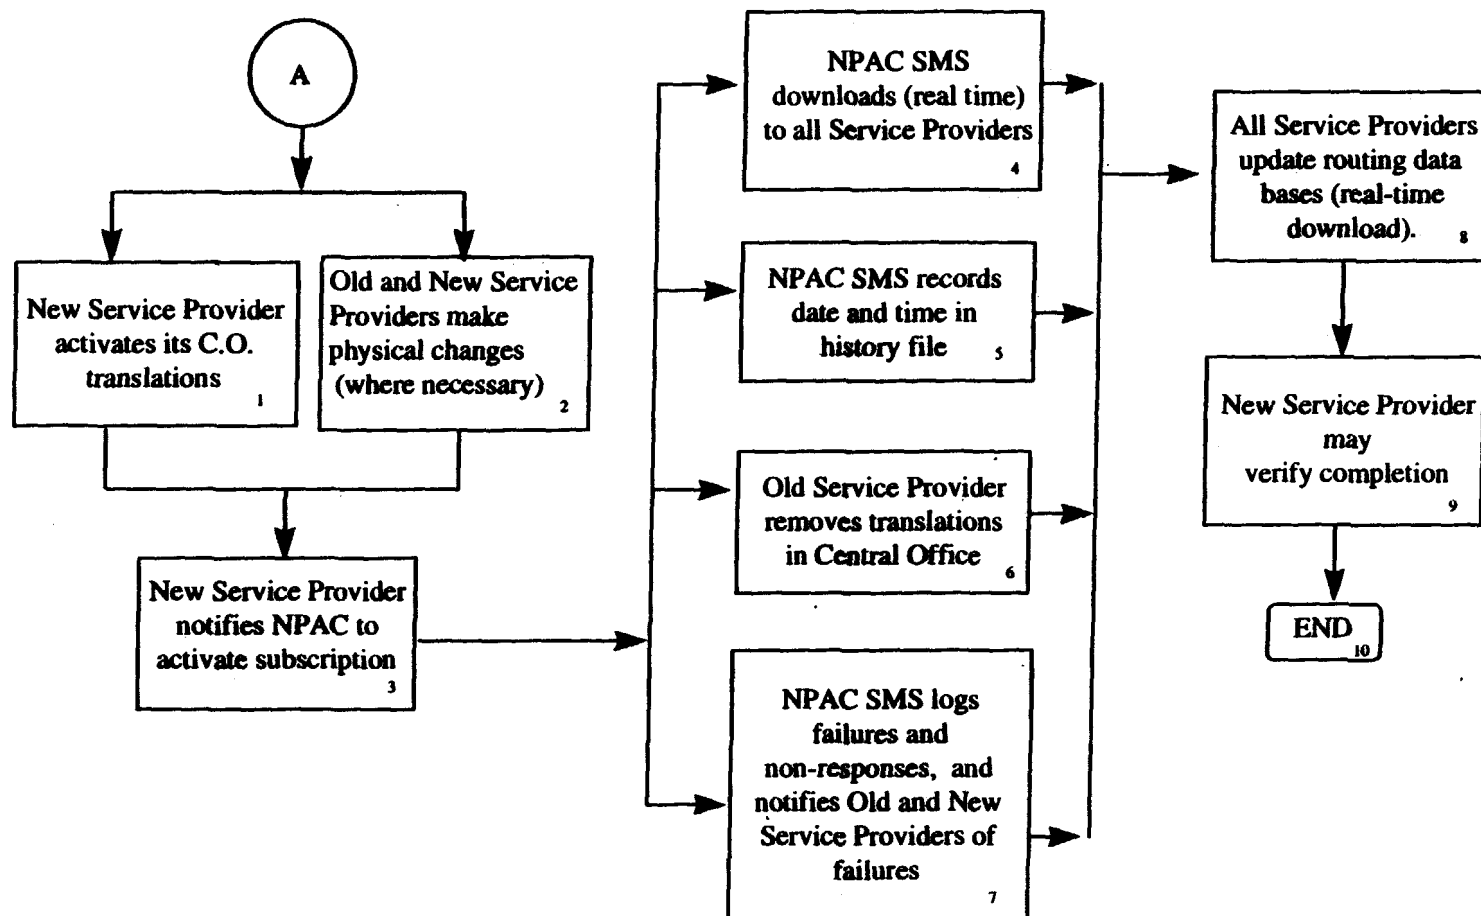 A
New Service Provider
activates its C.O.
translations
1
Old and New Service
Providers make
physical changes
(where necessary)
2
New Service Provider
notifies NPAC to
activate subscription
3
NPAC SMS
downloads (real time)
to all Service Providers
4
NPAC SMS records
date and time in
history file
5
Old Service Provider
removes translations
in Central Office
6
NPAC SMS logs
failures and
non-responses, and
notifies Old and New
Service Providers of
failures
7
All Service Providers
update routing data
bases (real-time
download).
8
New Service Provider
may
verify completion
9
END
10